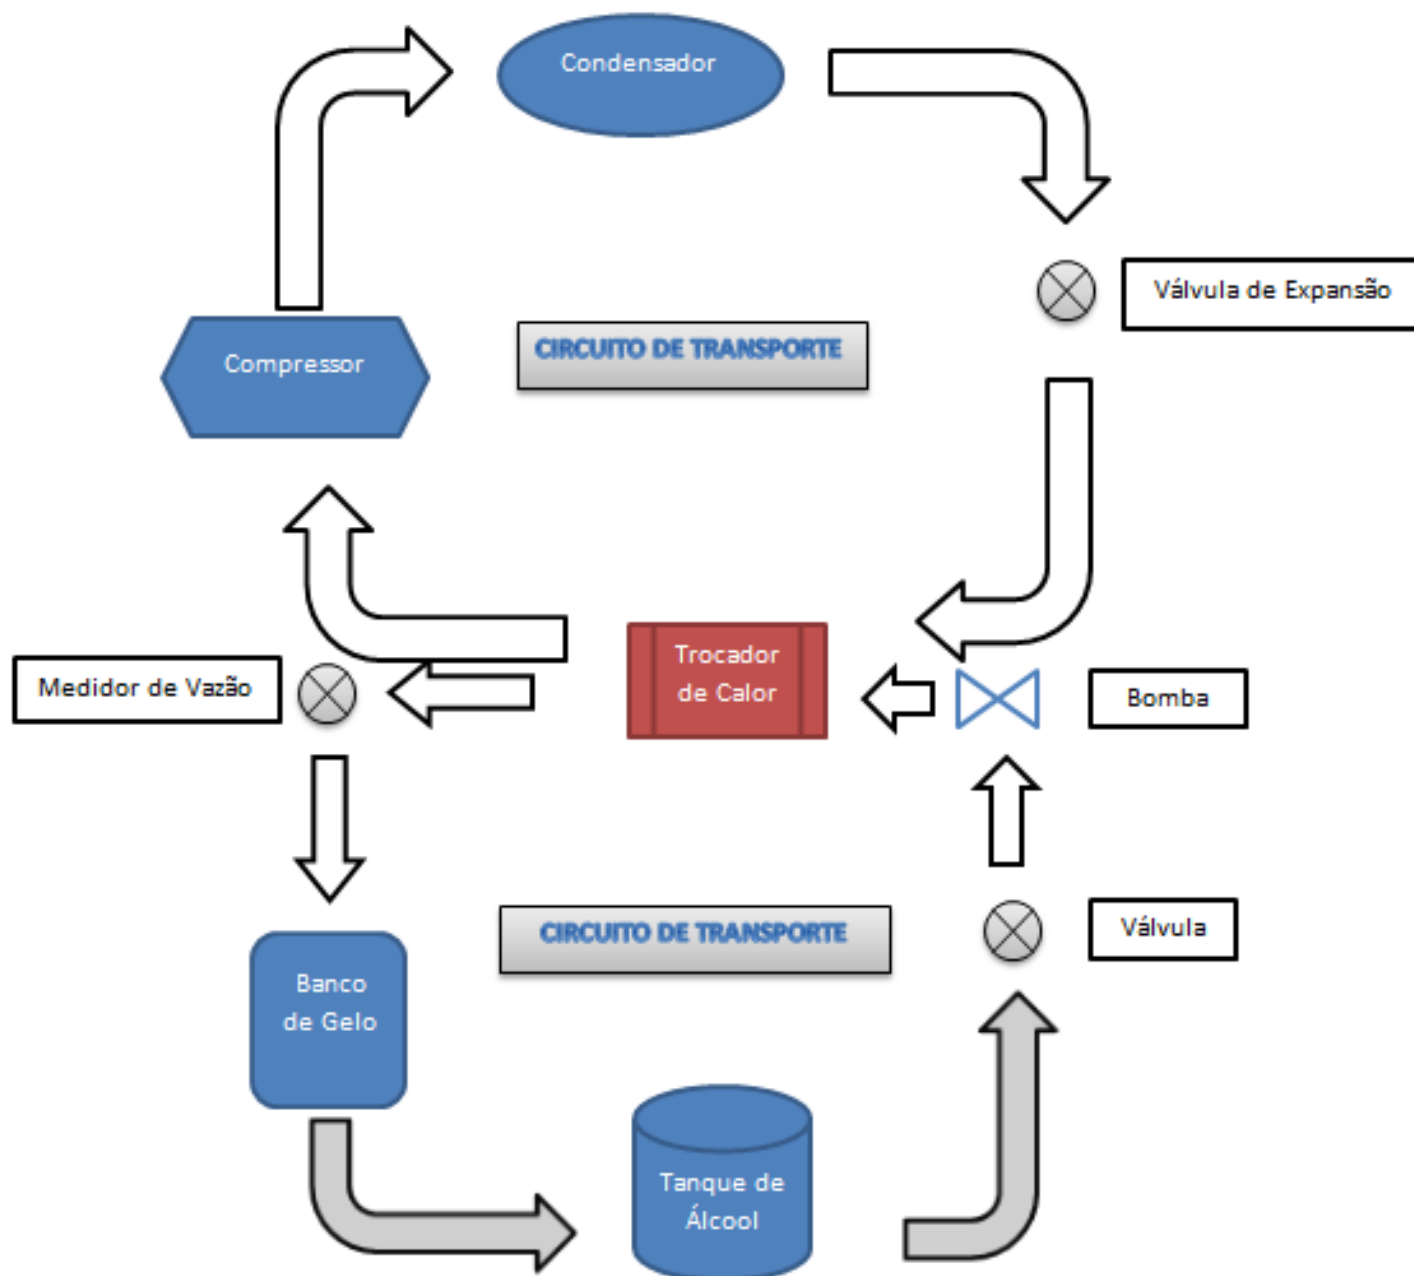 Condensador
Válvula de Expansão
CIRCUITO DE TRANSPORTE
Compressor
Trocador
de Calor
Medidor de Vazão
Bomba
CIRCUITO DE TRANSPORTE
Válvula
Banco
de Gelo
Tanque de
Álcool